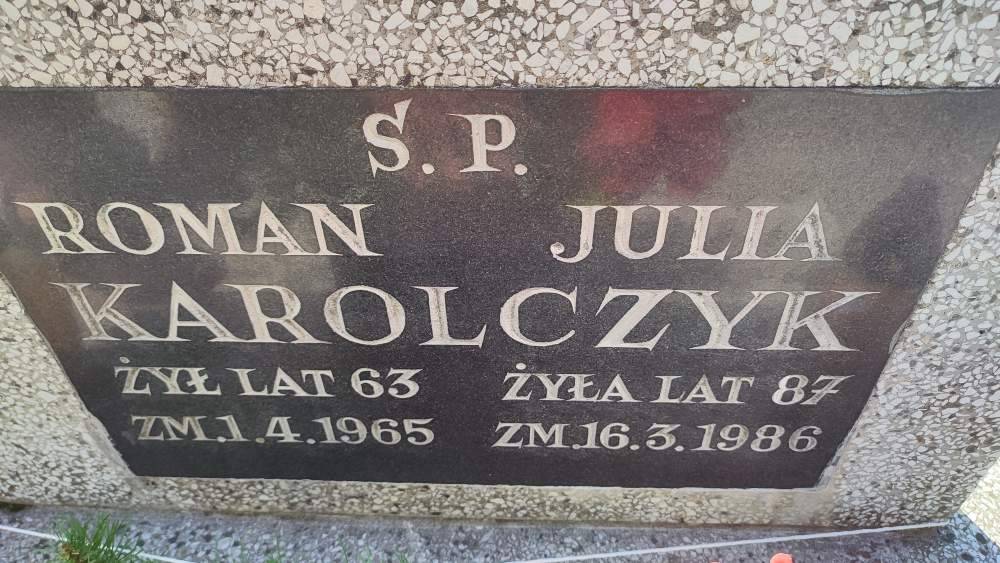 Ś. P.
ROMAN JULIA
KAROLCZYK
ŻYŁ LAT 63 ŻYŁA LAT 87
ZM.1.4.1965 ZM.16.3.1986